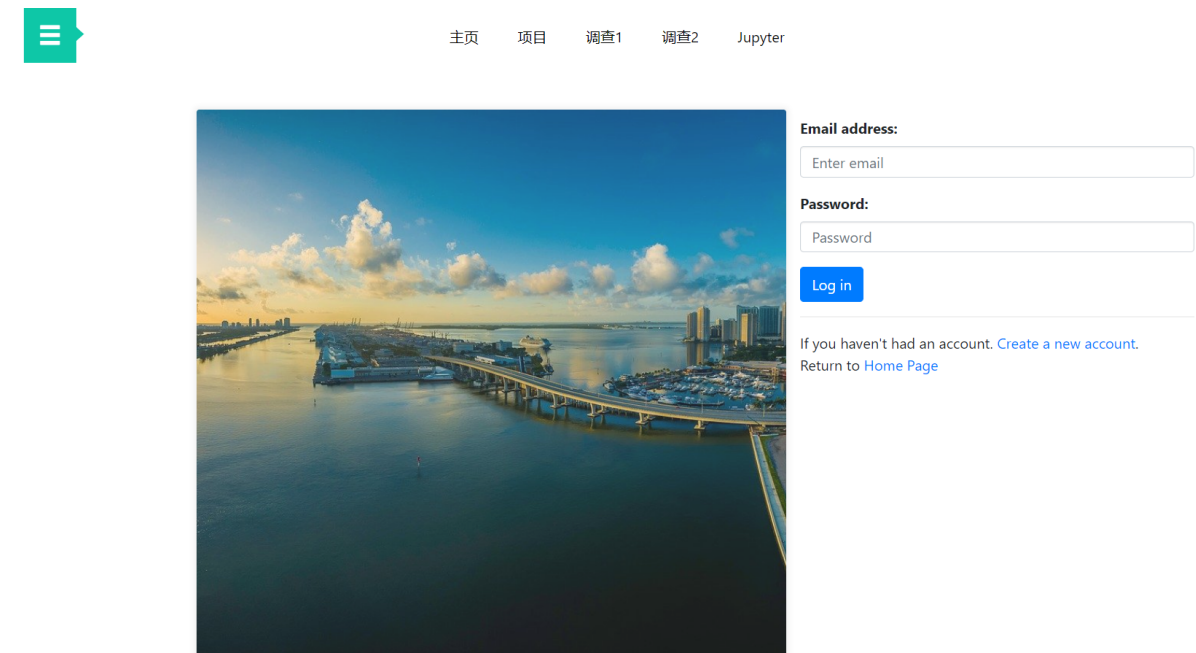 主页 项目 调查1 调查2 Jupyter
Email address:
Enter email
Password:
Password
Log in
If you haven't had an account. Create a new account.
Return to Home Page